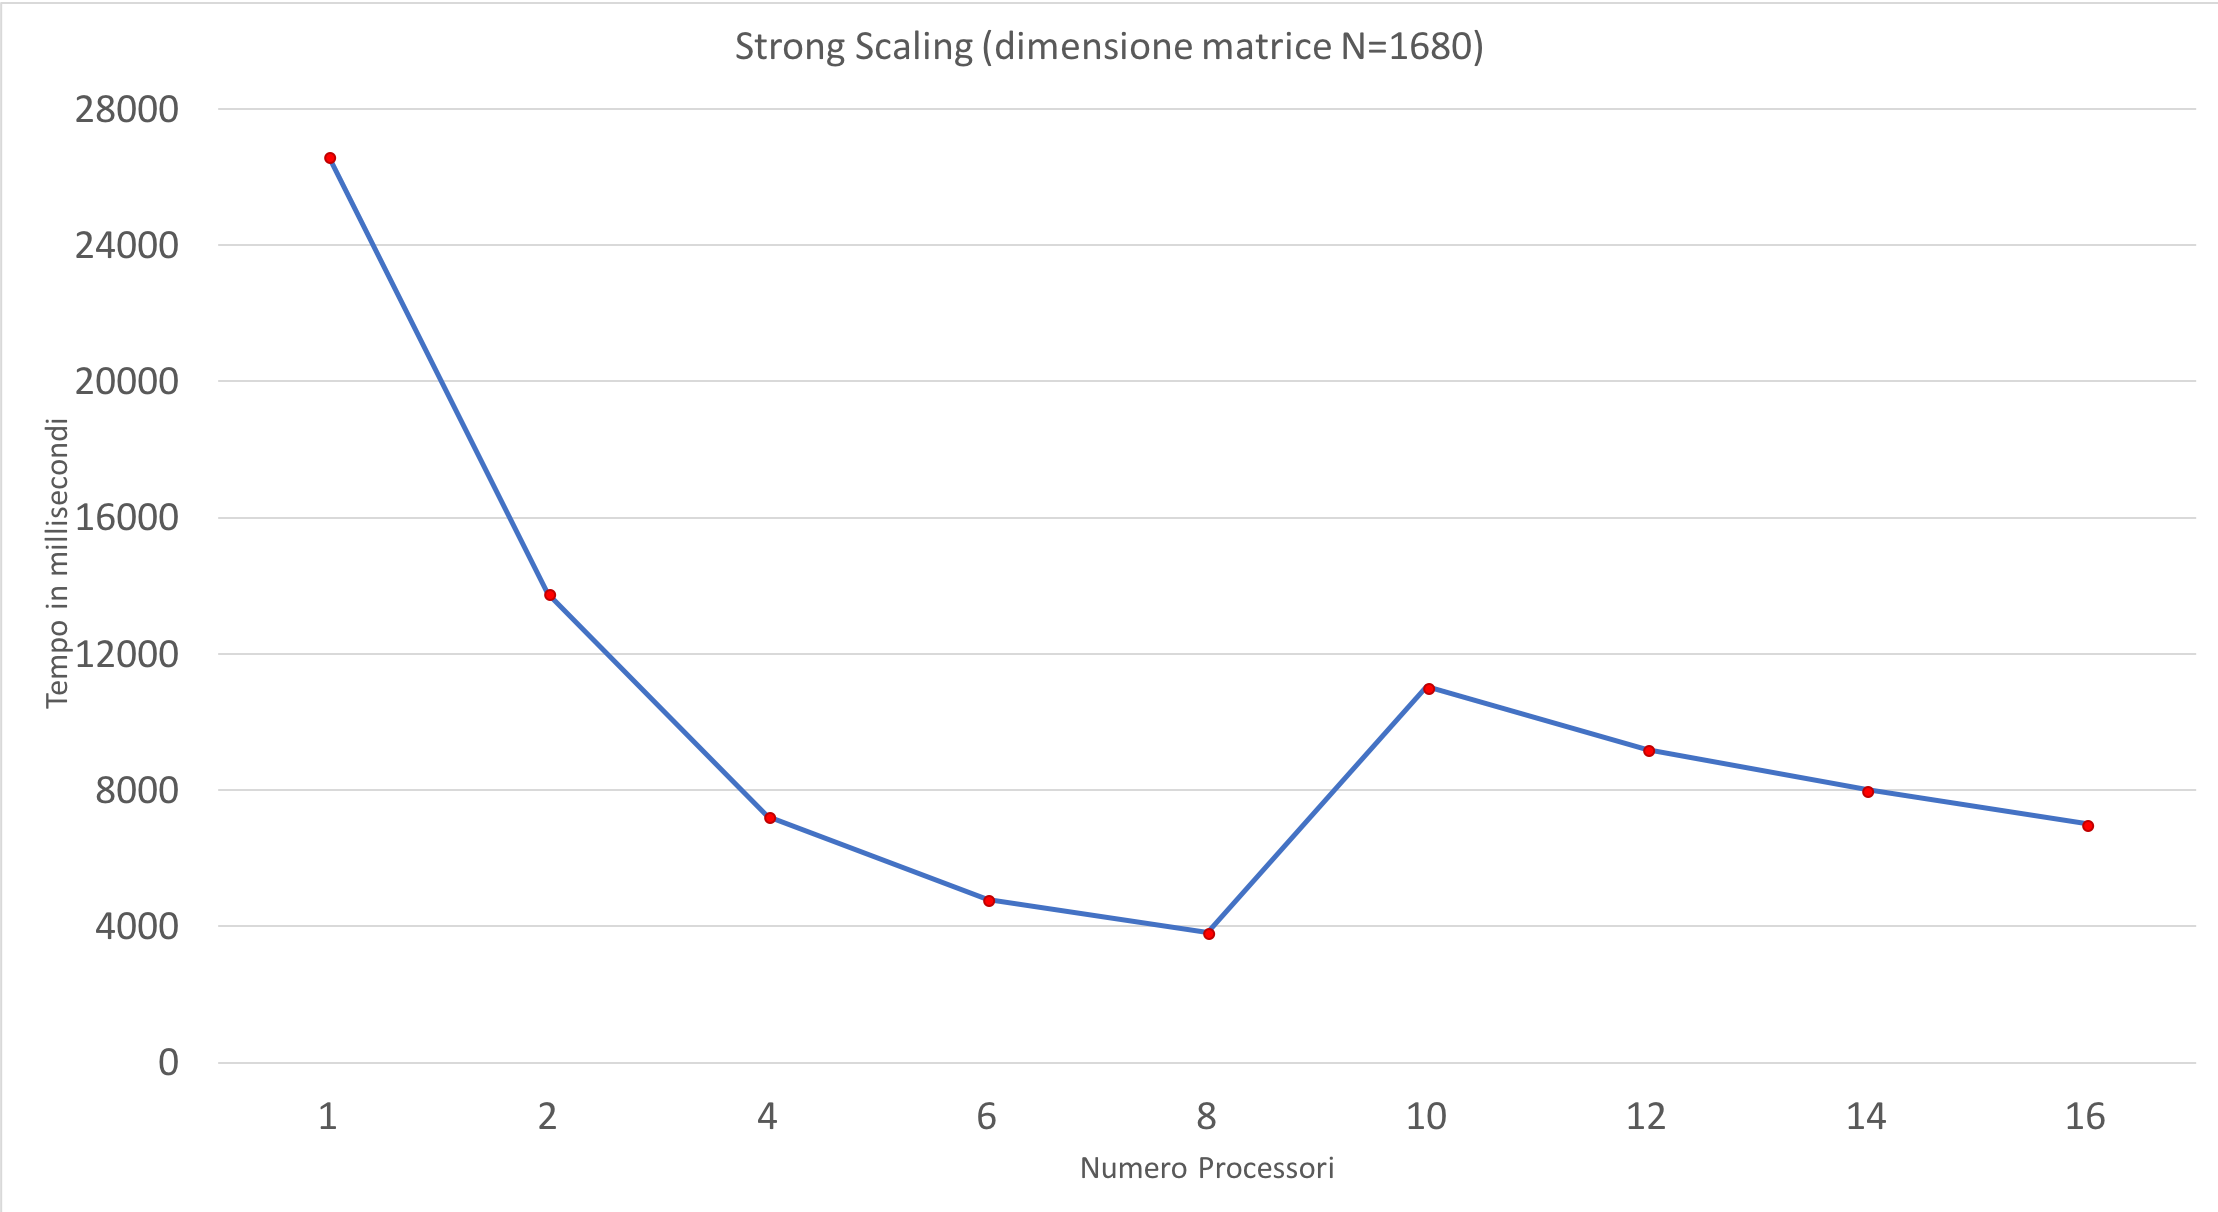 Strong Scaling (dimensione matrice N=1680)
28000
24000
20000
16000
12000
8000
4000
0
Tempo in millisecondi
1 2 4 6 8 10 12 14 16
Numero Processori